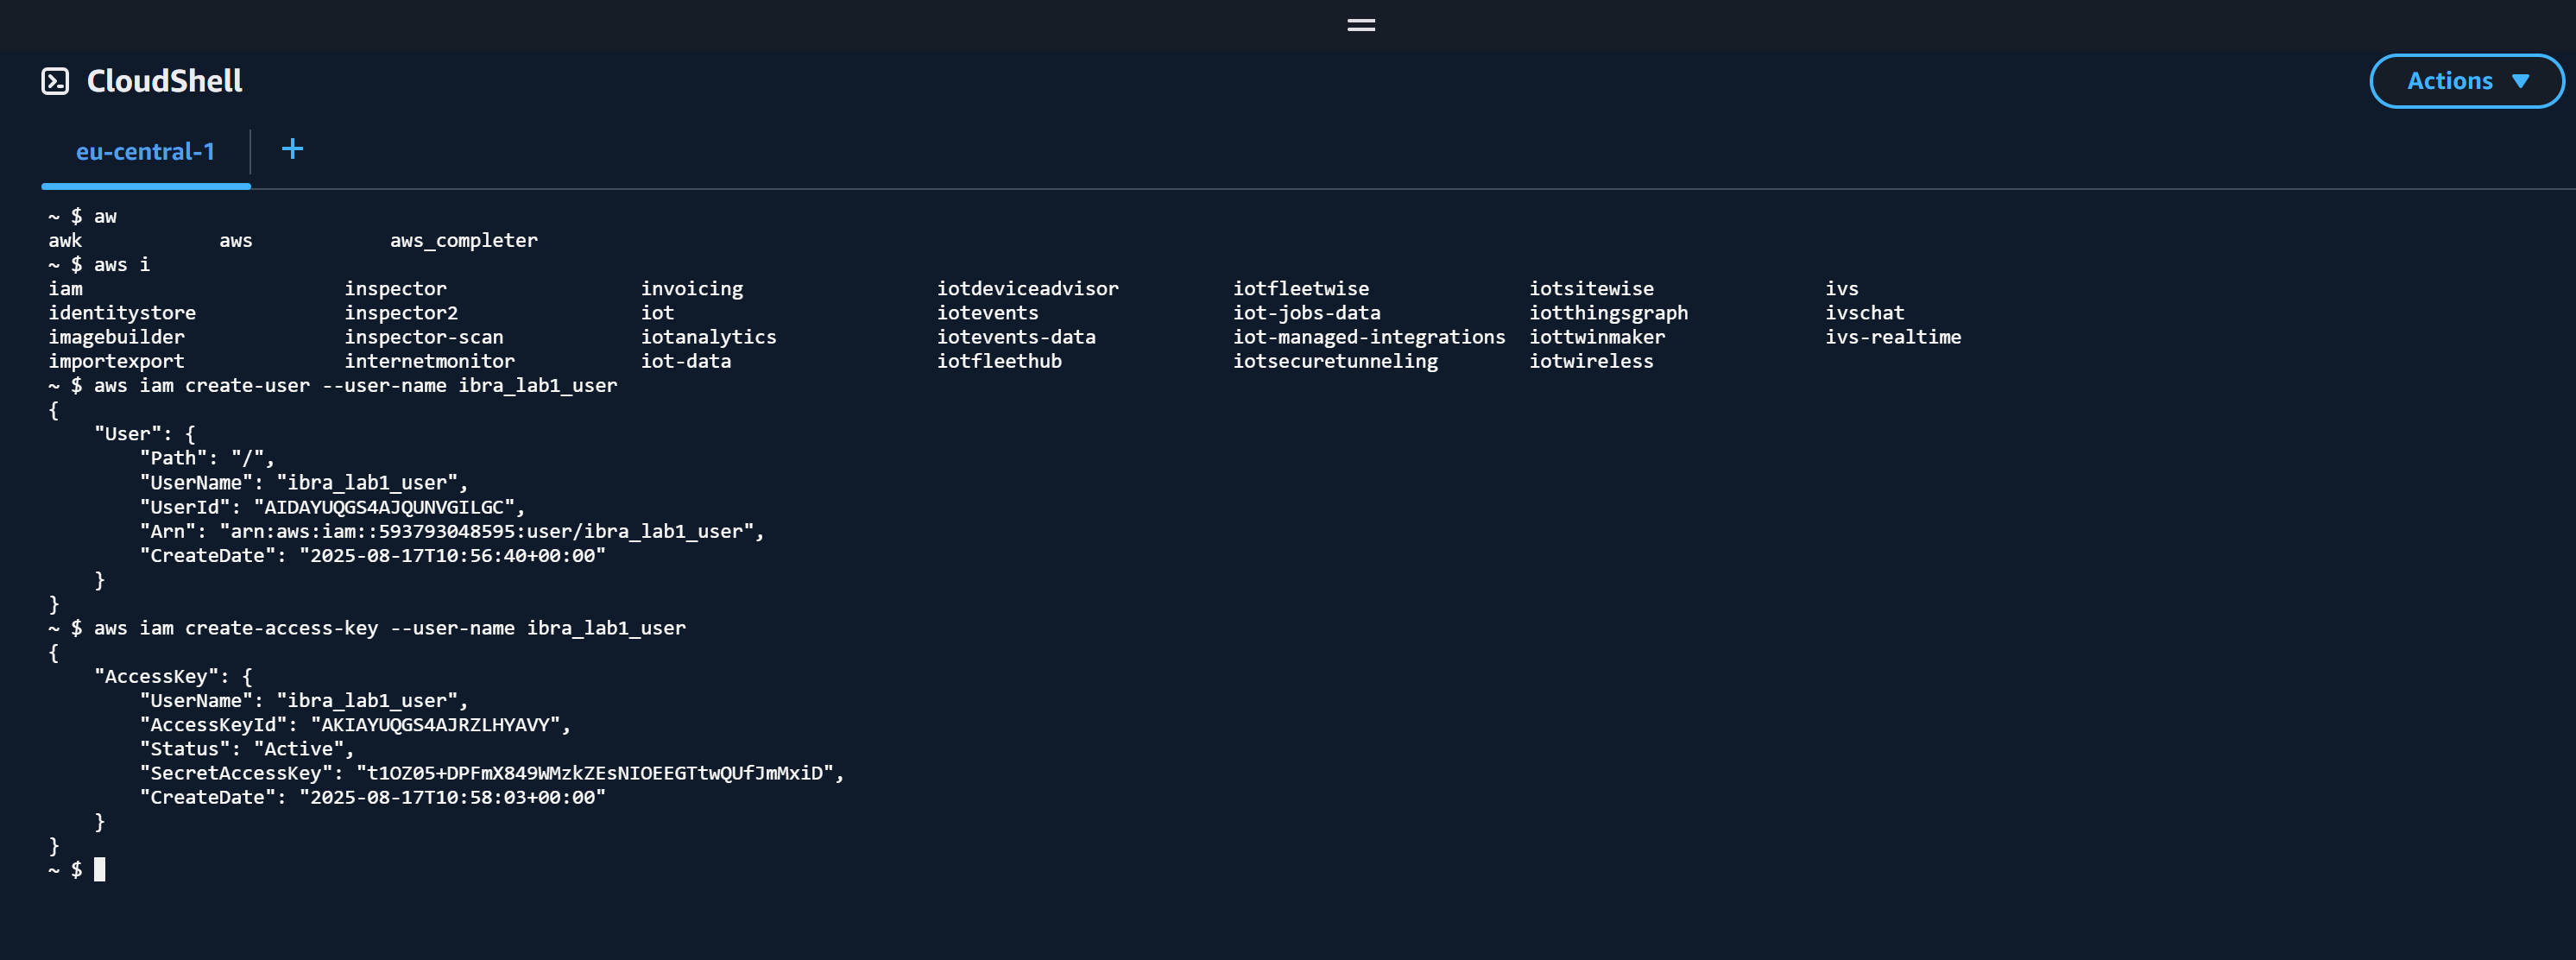 CloudShell
Actions
eu-central-1
+
~ $ aw
awk aws aws_completer
~ $ aws i
iam inspector invoicing iotdeviceadvisor iotfleetwise iotsitewise ivs
identitystore inspector2 iot iotevents iot-jobs-data iotthingsgraph ivschat
imagebuilder inspector-scan iotanalytics iotevents-data iot-managed-integrations iottwinmaker ivs-realtime
importexport internetmonitor iot-data iotfleethub iotsecuretunneling iotwireless
~ $ aws iam create-user --user-name ibra_lab1_user
{
    "User": {
        "Path": "/",
        "UserName": "ibra_lab1_user",
        "UserId": "AIDAYUQGS4AJQUNVGILGC",
        "Arn": "arn:aws:iam::593793048595:user/ibra_lab1_user",
        "CreateDate": "2025-08-17T10:56:40+00:00"
    }
}
~ $ aws iam create-access-key --user-name ibra_lab1_user
{
    "AccessKey": {
        "UserName": "ibra_lab1_user",
        "AccessKeyId": "AKIAYUQGS4AJRZLHYAVY",
        "Status": "Active",
        "SecretAccessKey": "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",
        "CreateDate": "2025-08-17T10:58:03+00:00"
    }
}
~ $